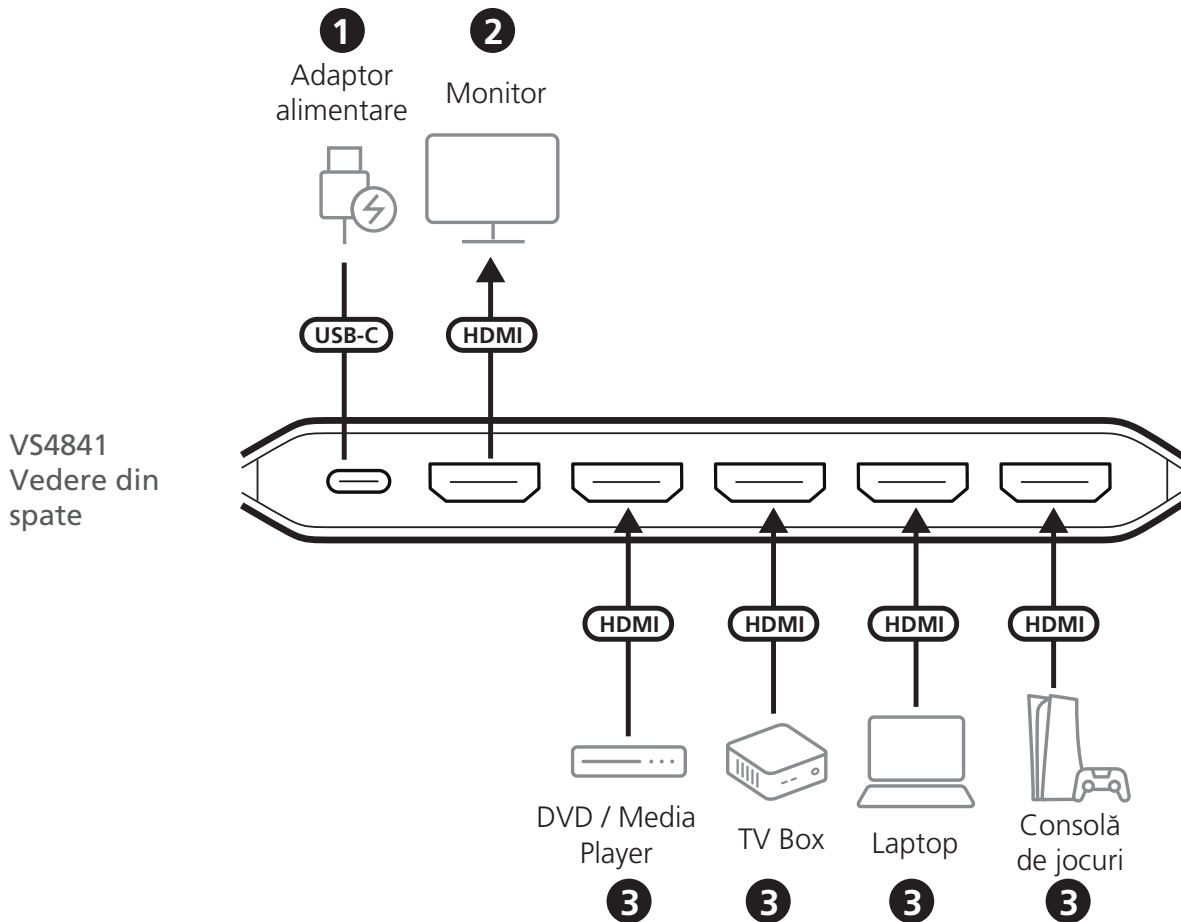 1
2
Adaptor
alimentare
Monitor
USB-C
HDMI
VS4841
Vedere din
spate
HDMI
HDMI
HDMI
HDMI
DVD / Media
Player
TV Box
Laptop
Consolă
de jocuri
3
3
3
3